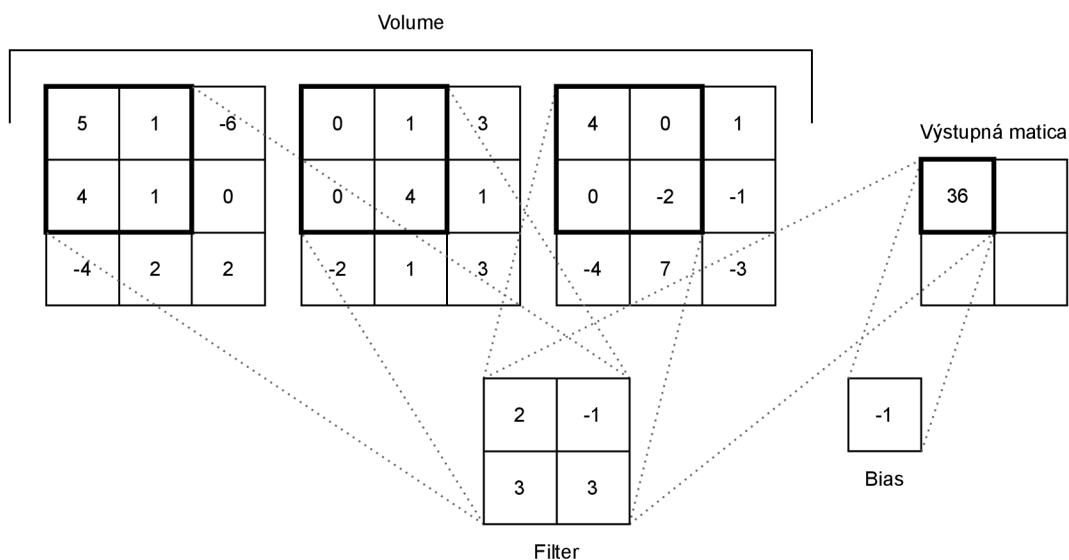 Volume
5 1 -6 0 1 3 4 0 1
Výstupná matica
4 1 0 0 4 1 0 -2 -1 36
-4 2 2 -2 1 3 -4 7 -3
2 -1 -1
3 3
Bias
Filter